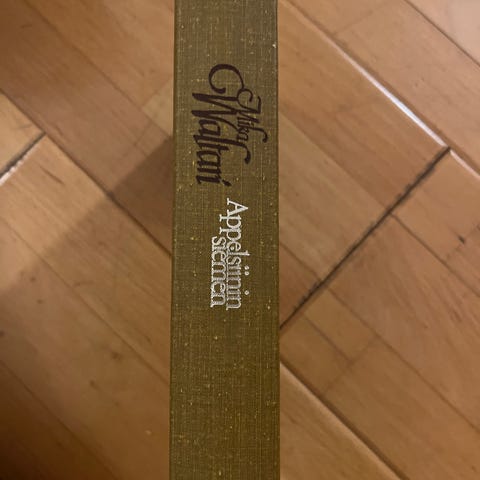 Mika
Waltari
Appelsiinin
siemen